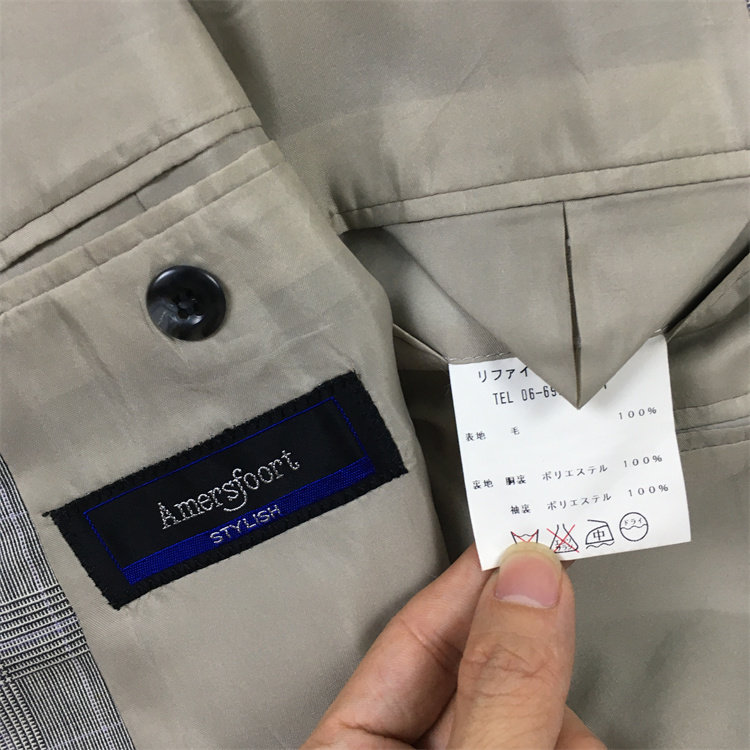 Amersfoort
STYLISH
リファイ
TEL 06-6
表地 毛 100%
裏地 胴裏 ポリエステル 100%
袖裏 ポリエステル 100%
中 ドライ